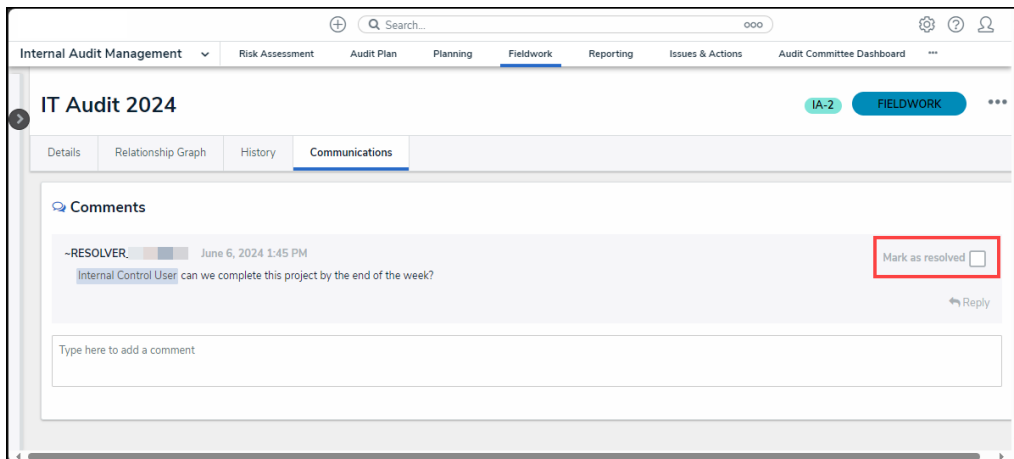 Search... ooo
Internal Audit Management Risk Assessment Audit Plan Planning Fieldwork Reporting Issues & Actions Audit Committee Dashboard
IT Audit 2024 IA-2 FIELDWORK
Details Relationship Graph History Communications
Comments
~RESOLVER_ June 6, 2024 1:45 PM Mark as resolved
Internal Control User can we complete this project by the end of the week?
Reply
Type here to add a comment